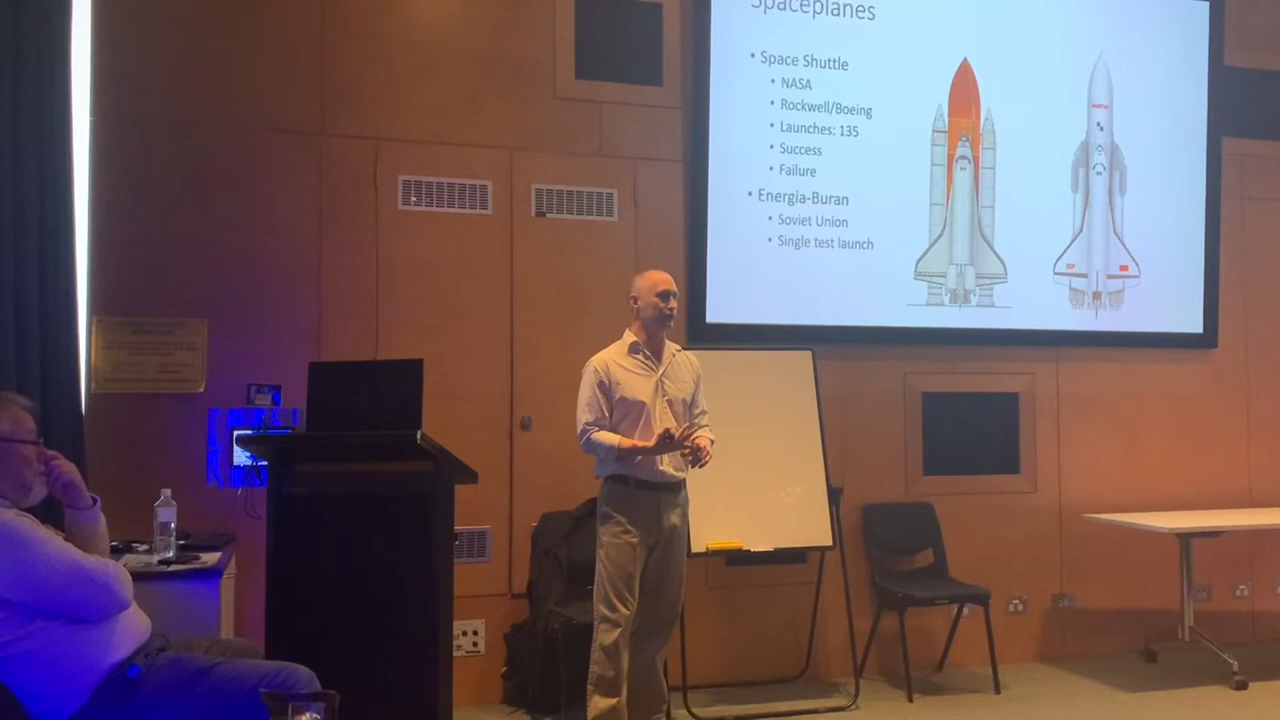 Spaceplanes
• Space Shuttle
• NASA
• Rockwell/Boeing
• Launches: 135
• Success
• Failure
• Energia-Buran
• Soviet Union
• Single test launch